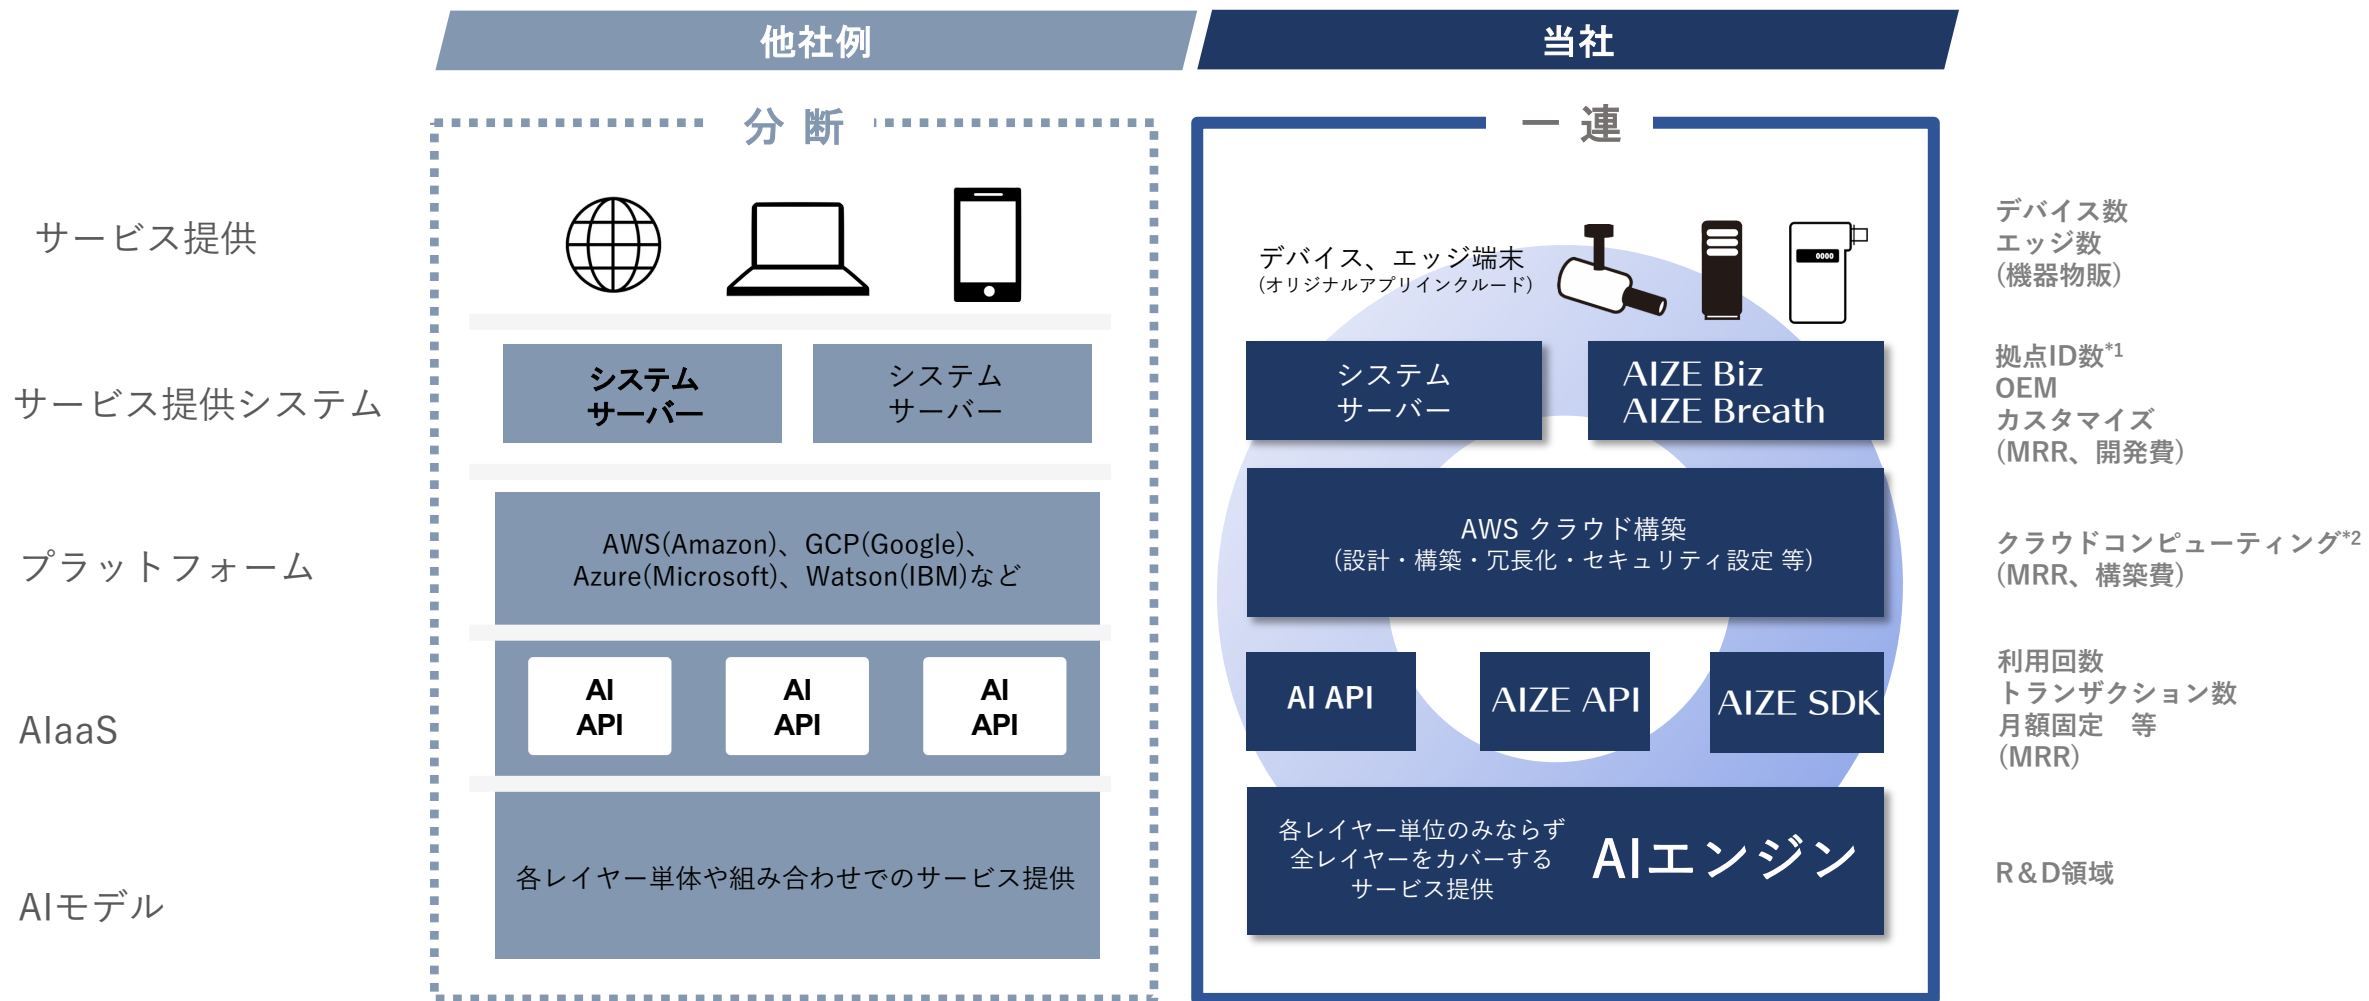 他社例
当社
分断
一連
サービス提供
デバイス、エッジ端末
(オリジナルアプリインクルード)
0000
デバイス数
エッジ数
(機器物販)
サービス提供システム
システム
サーバー
システム
サーバー
システム
サーバー
AIZE Biz
AIZE Breath
拠点ID数*1
OEM
カスタマイズ
(MRR、開発費)
プラットフォーム
AWS(Amazon)、GCP(Google)、
Azure(Microsoft)、Watson(IBM)など
AWS クラウド構築
(設計・構築・冗長化・セキュリティ設定 等)
クラウドコンピューティング*2
(MRR、構築費)
AIaaS
AI
API
AI
API
AI
API
AI API
AIZE API
AIZE SDK
利用回数
トランザクション数
月額固定　等
(MRR)
AIモデル
各レイヤー単体や組み合わせでのサービス提供
各レイヤー単位のみならず
全レイヤーをカバーする
サービス提供
AIエンジン
R＆D領域